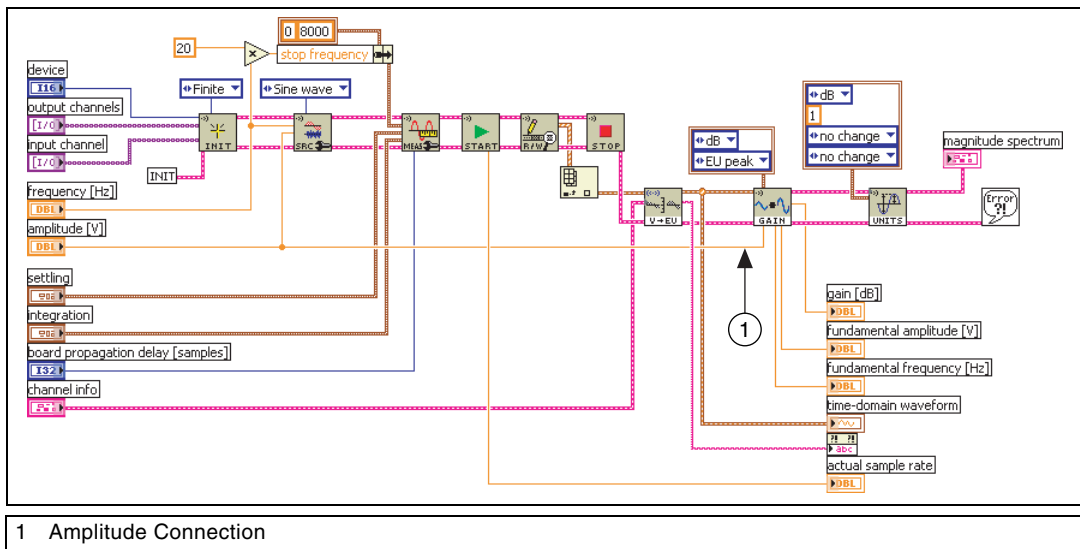 20
0 8000
stop frequency
device
I16
output channels
[I/O]
input channel
[I/O]
Finite
Sine wave
INIT
SRC
MEAS
START
R/W
STOP
INIT
frequency [Hz]
DBL
amplitude [V]
DBL
dB
EU peak
dB
1
no change
no change
magnitude spectrum
V→EU
GAIN
UNITS
Error
?!
settling
integration
board propagation delay [samples]
I32
channel info
1
gain [dB]
DBL
fundamental amplitude [V]
DBL
fundamental frequency [Hz]
DBL
time-domain waveform
abc
actual sample rate
DBL
1 Amplitude Connection